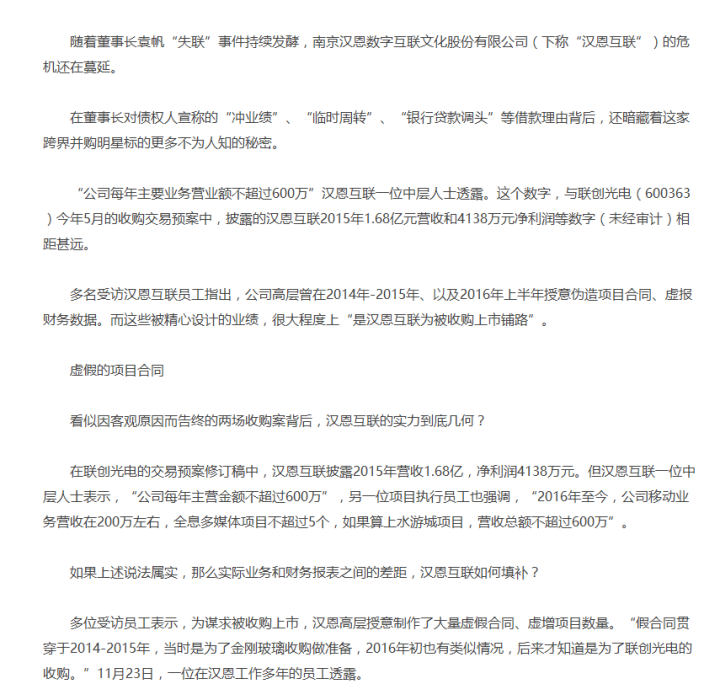 随着董事长袁帆“失联”事件持续发酵，南京汉恩数字互联文化股份有限公司（下称“汉恩互联”）的危
机还在蔓延。
在董事长对债权人宣称的“冲业绩”、“临时周转”、“银行贷款调头”等借款理由背后，还暗藏着这家
跨界并购明星标的更多不为人知的秘密。
“公司每年主要业务营业额不超过600万”汉恩互联一位中层人士透露。这个数字，与联创光电（600363
）今年5月的收购交易预案中，披露的汉恩互联2015年1.68亿元营收和4138万元净利润等数字（未经审计）相
距甚远。
多名受访汉恩互联员工指出，公司高层曾在2014年-2015年、以及2016年上半年授意伪造项目合同、虚报
财务数据。而这些被精心设计的业绩，很大程度上“是汉恩互联为被收购上市铺路”。
虚假的项目合同
看似因客观原因而告终的两场收购案背后，汉恩互联的实力到底几何？
在联创光电的交易预案修订稿中，汉恩互联披露2015年营收1.68亿，净利润4138万元。但汉恩互联一位中
层人士表示，“公司每年主营金额不超过600万”，另一位项目执行员工也强调，“2016年至今，公司移动业
务营收在200万左右，全息多媒体项目不超过5个，如果算上水游城项目，营收总额不超过600万”。
如果上述说法属实，那么实际业务和财务报表之间的差距，汉恩互联如何填补？
多位受访员工表示，为谋求被收购上市，汉恩高层授意制作了大量虚假合同、虚增项目数量。“假合同贯
穿于2014-2015年，当时是为了金刚玻璃收购做准备，2016年初也有类似情况，后来才知道是为了联创光电的
收购。”11月23日，一位在汉恩工作多年的员工透露。